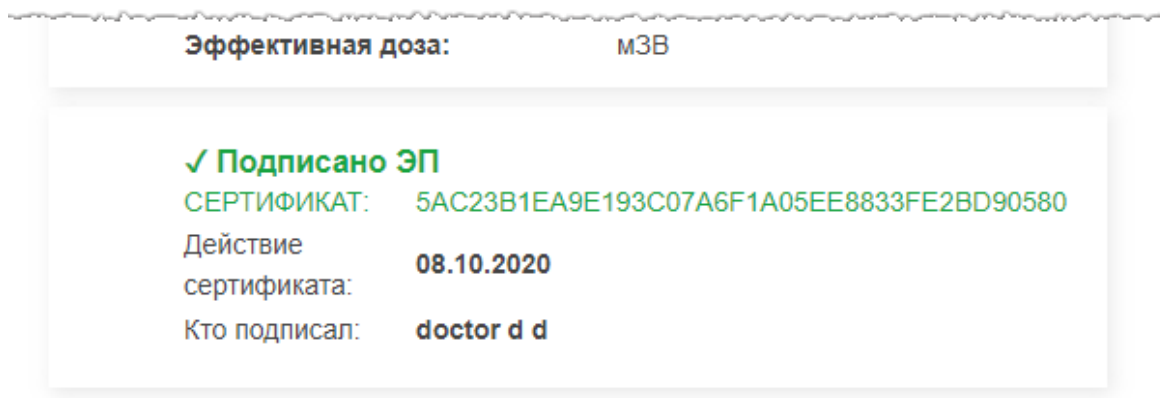 Эффективная доза: мЗВ
✓ Подписано ЭП
СЕРТИФИКАТ: 5AC23B1EA9E193C07A6F1A05EE8833FE2BD90580
Действие
сертификата: 08.10.2020
Кто подписал: doctor d d